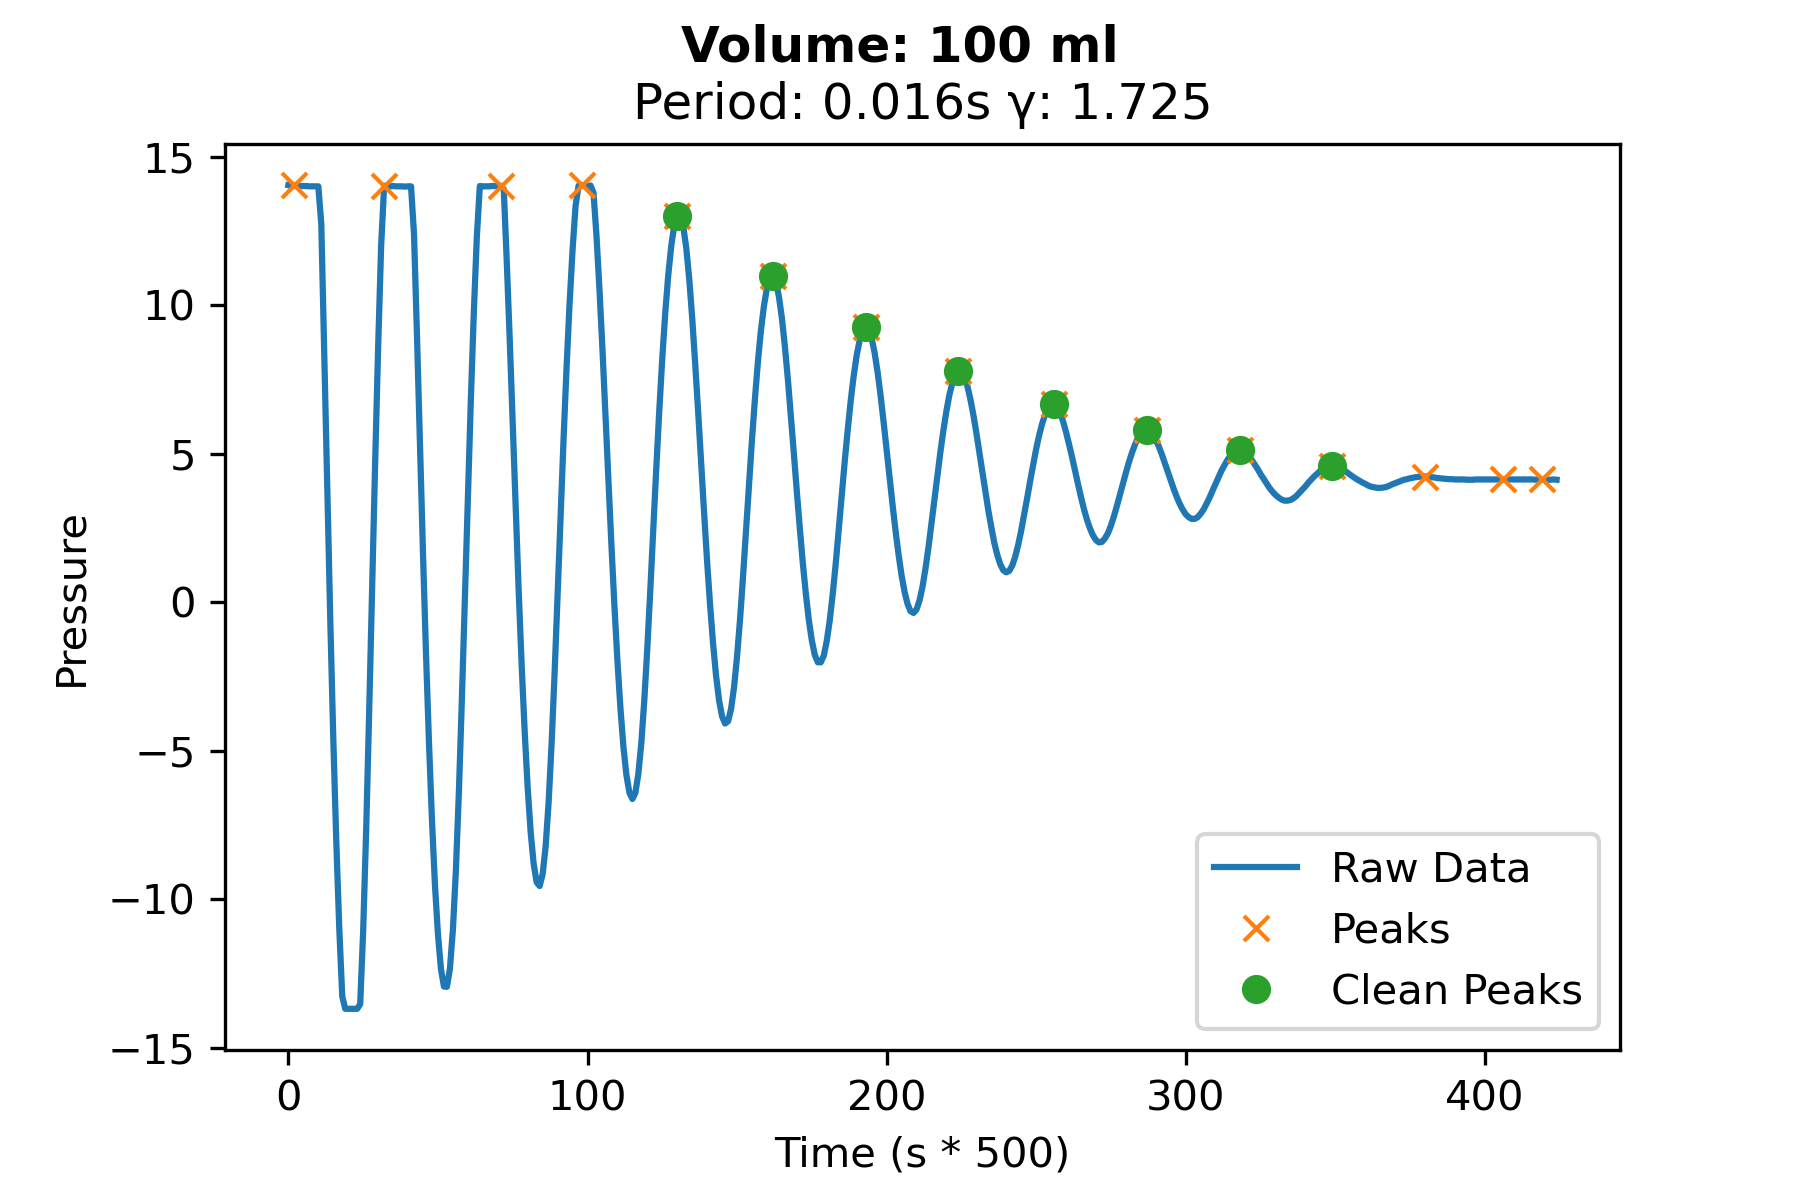 Volume: 100 ml
Period: 0.016s γ: 1.725
15
10
5
0
−5
−10
−15
Pressure
0 100 200 300 400
Time (s * 500)
Raw Data
Peaks
Clean Peaks